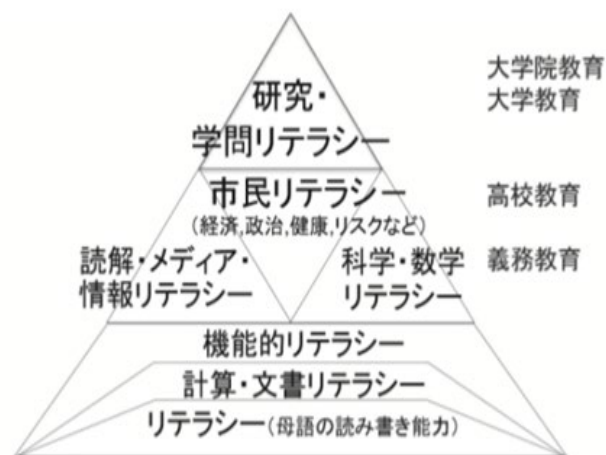 研究・
学問リテラシー
大学院教育
大学教育
市民リテラシー
(経済,政治,健康,リスクなど)
高校教育
読解・メディア・
情報リテラシー
科学・数学
リテラシー
義務教育
機能的リテラシー
計算・文書リテラシー
リテラシー(母語の読み書き能力)